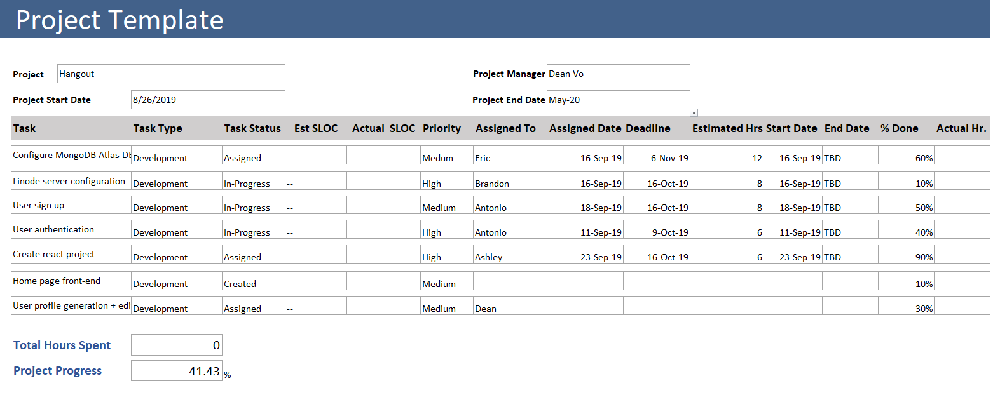 Project Template
Project Hangout Project Manager Dean Vo
Project Start Date 8/26/2019 Project End Date May-20
Task Task Type Task Status Est SLOC Actual SLOC Priority Assigned To Assigned Date Deadline Estimated Hrs Start Date End Date % Done Actual Hr.
Configure MongoDB Atlas DB Development Assigned -- Medum Eric 16-Sep-19 6-Nov-19 12 16-Sep-19 TBD 60%
Linode server configuration Development In-Progress -- High Brandon 16-Sep-19 16-Oct-19 8 16-Sep-19 TBD 10%
User sign up Development In-Progress -- Medium Antonio 18-Sep-19 16-Oct-19 8 18-Sep-19 TBD 50%
User authentication Development In-Progress -- High Antonio 11-Sep-19 9-Oct-19 6 11-Sep-19 TBD 40%
Create react project Development Assigned -- High Ashley 23-Sep-19 16-Oct-19 6 23-Sep-19 TBD 90%
Home page front-end Development Created -- Medium -- 10%
User profile generation + edi Development Assigned -- Medium Dean 30%
Total Hours Spent 0
Project Progress 41.43 %